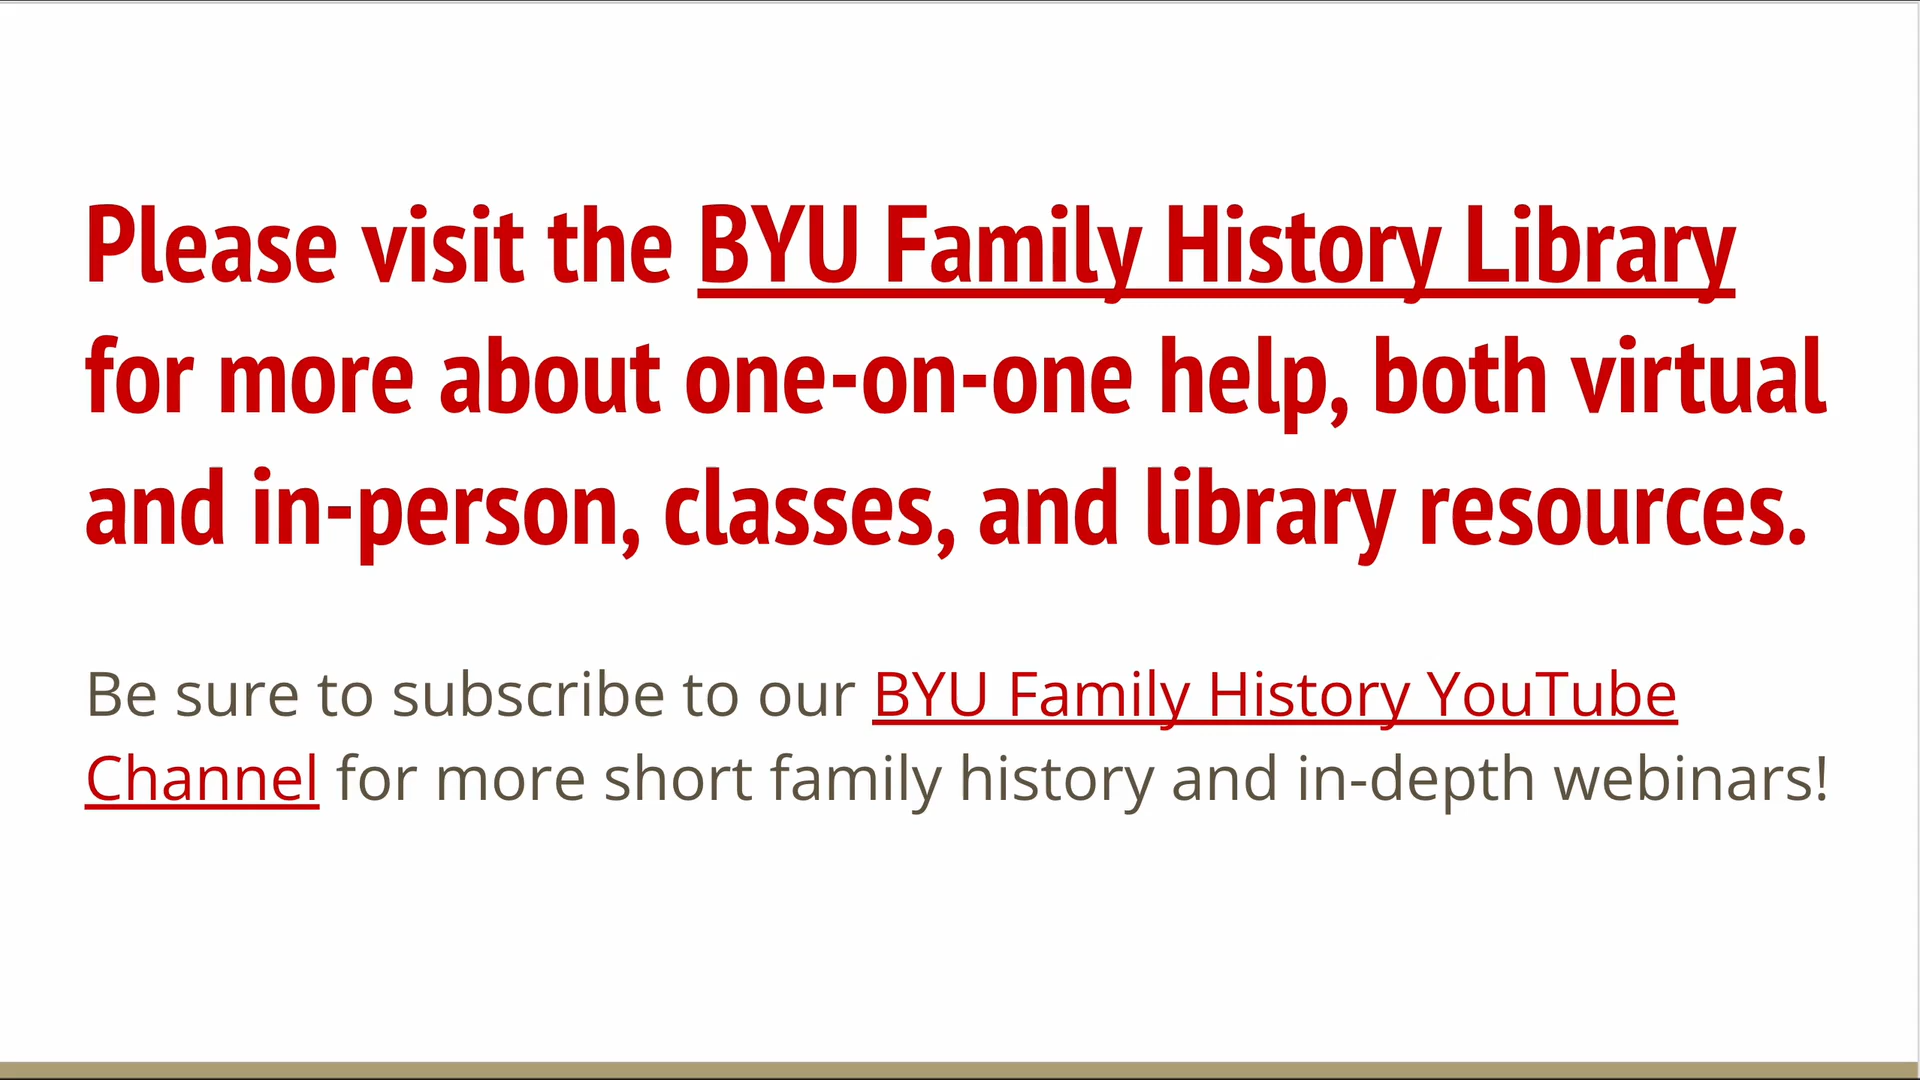 Please visit the BYU Family History Library
for more about one-on-one help, both virtual
and in-person, classes, and library resources.
Be sure to subscribe to our BYU Family History YouTube
Channel for more short family history and in-depth webinars!